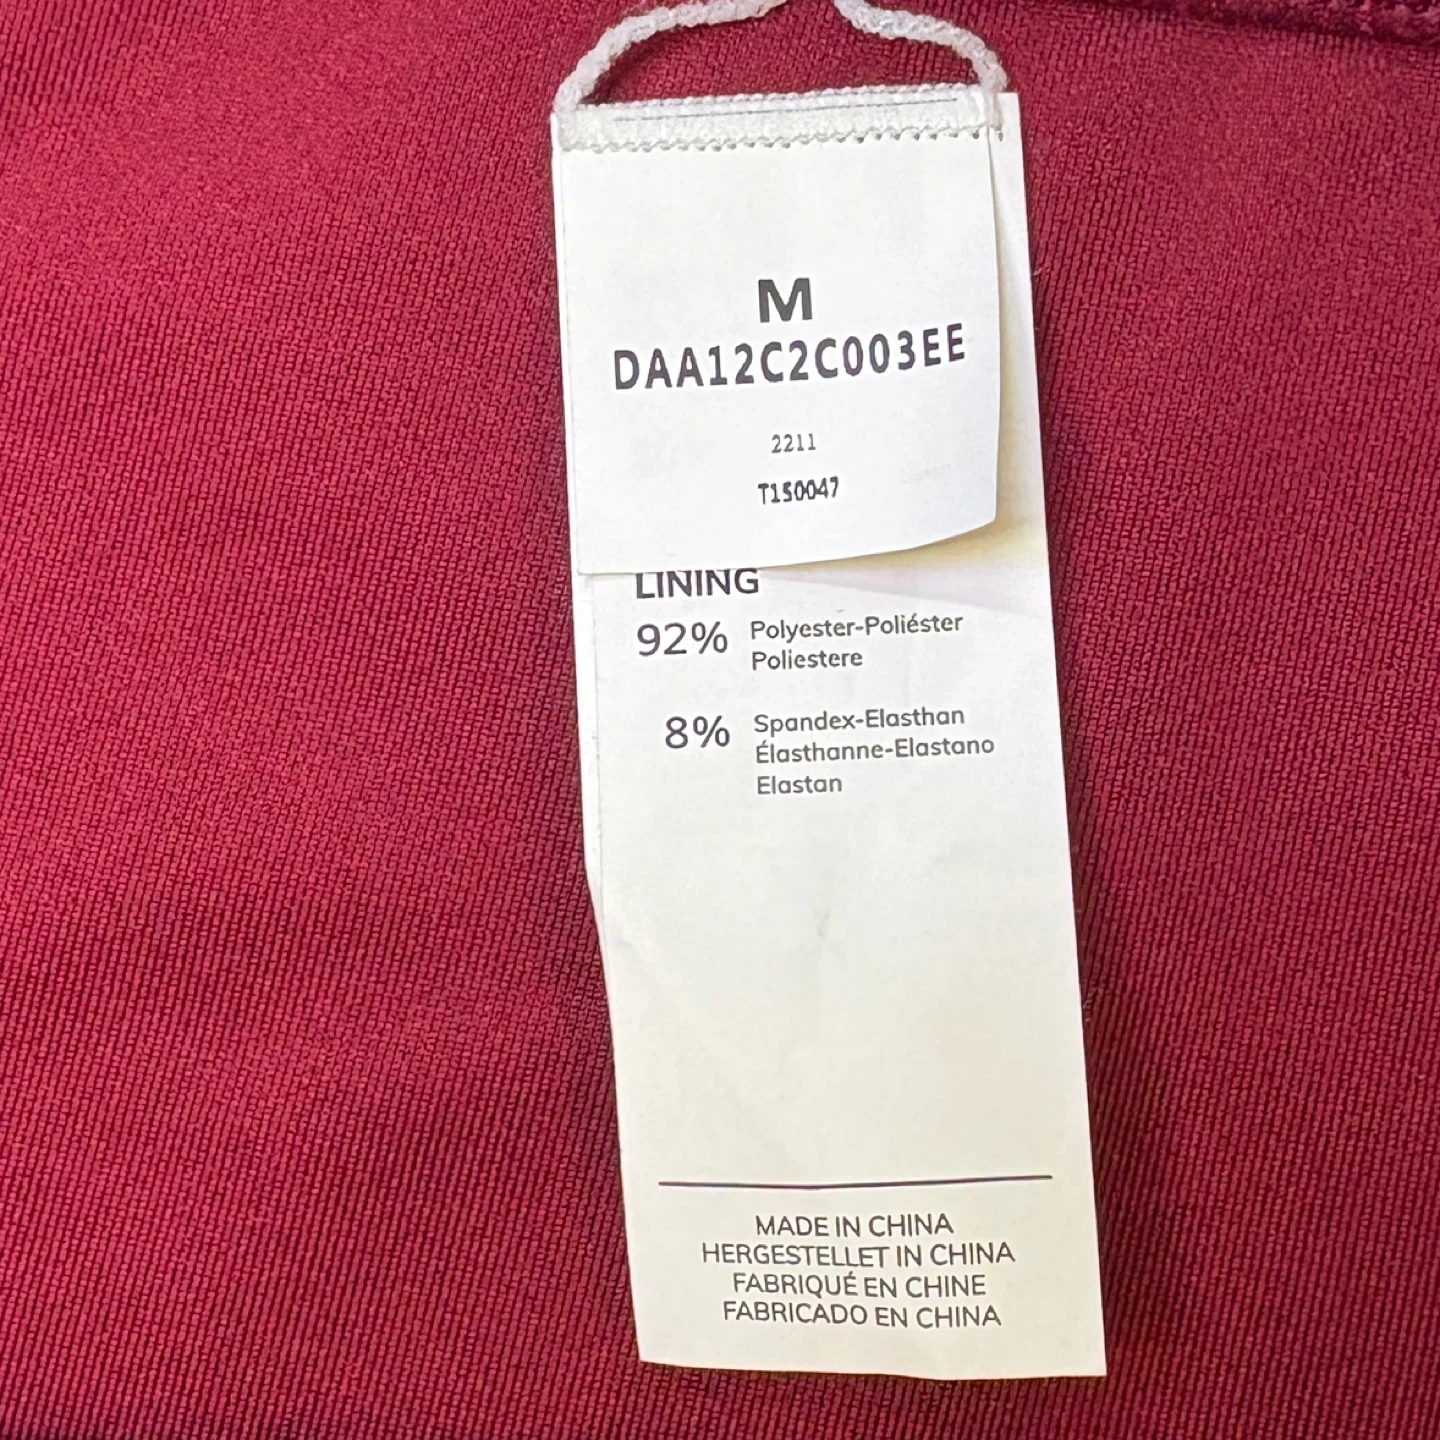 M
DAA12C2C003EE
2211
T1S0047
LINING
92% Polyester-Poliéster
Poliestere
8% Spandex-Elasthan
Élasthanne-Elastano
Elastan
MADE IN CHINA
HERGESTELLET IN CHINA
FABRIQUÉ EN CHINE
FABRICADO EN CHINA